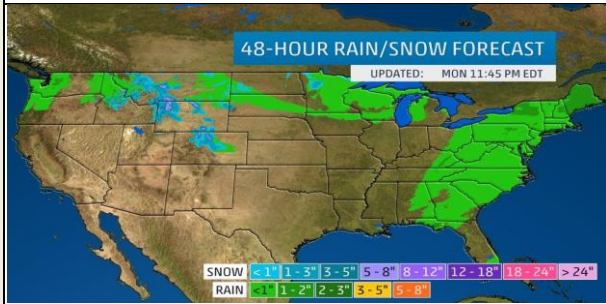 48-HOUR RAIN/SNOW FORECAST
UPDATED: MON 11:45 PM EDT
SNOW < 1" 1 - 3" 3 - 5" 5 - 8" 8 - 12" 12 - 18" 18 - 24" > 24"
RAIN <1" 1 - 2" 2 - 3" 3 - 5" 5 - 8"